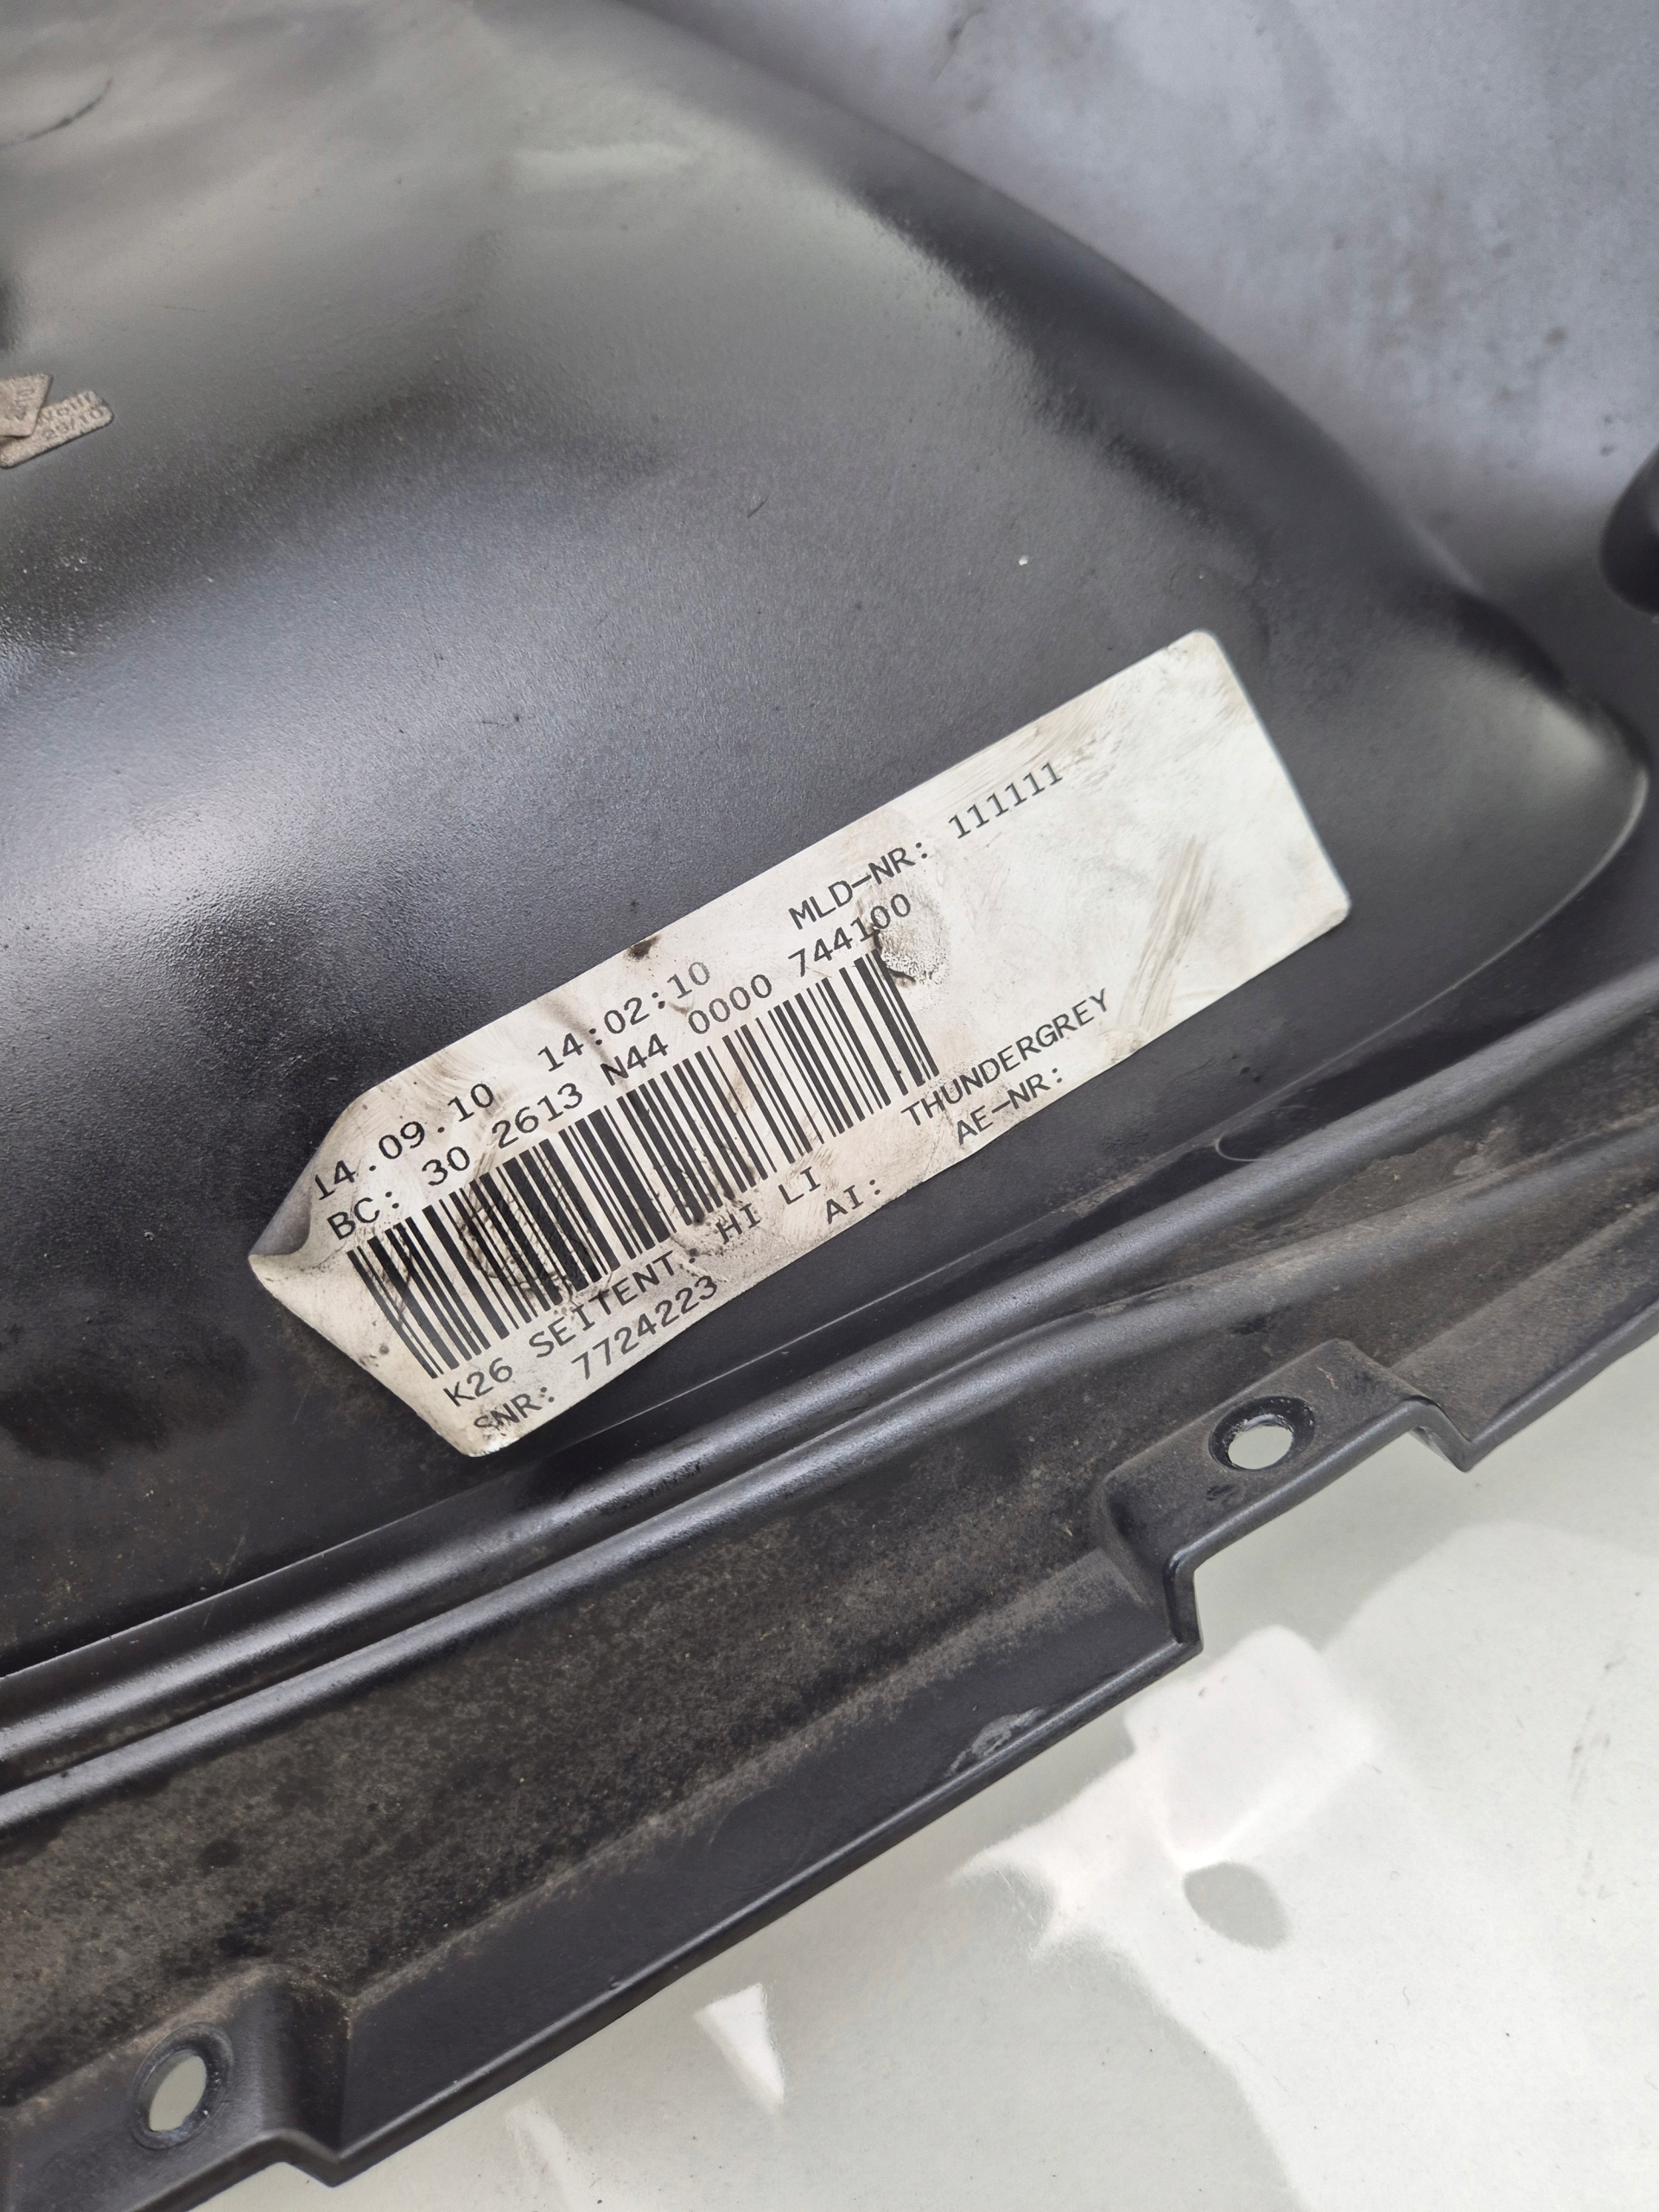 14.09.10 14:02:10 MLD-NR: 111111
BC: 30 2613 N44 0000 744100
K26 SEITENT. HI LI THUNDERGREY
SNR: 7724223 AI: AE-NR: